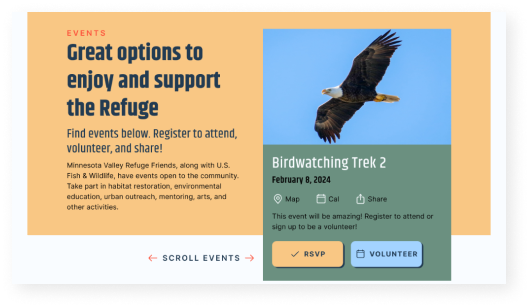 EVENTS
Great options to
enjoy and support
the Refuge
Find events below. Register to attend,
volunteer, and share!
Minnesota Valley Refuge Friends, along with U.S.
Fish & Wildlife, have events open to the community.
Take part in habitat restoration, environmental
education, urban outreach, mentoring, arts, and
other activities.
← SCROLL EVENTS →
Birdwatching Trek 2
February 8, 2024
Map Cal Share
This event will be amazing! Register to attend or
sign up to be a volunteer!
RSVP VOLUNTEER